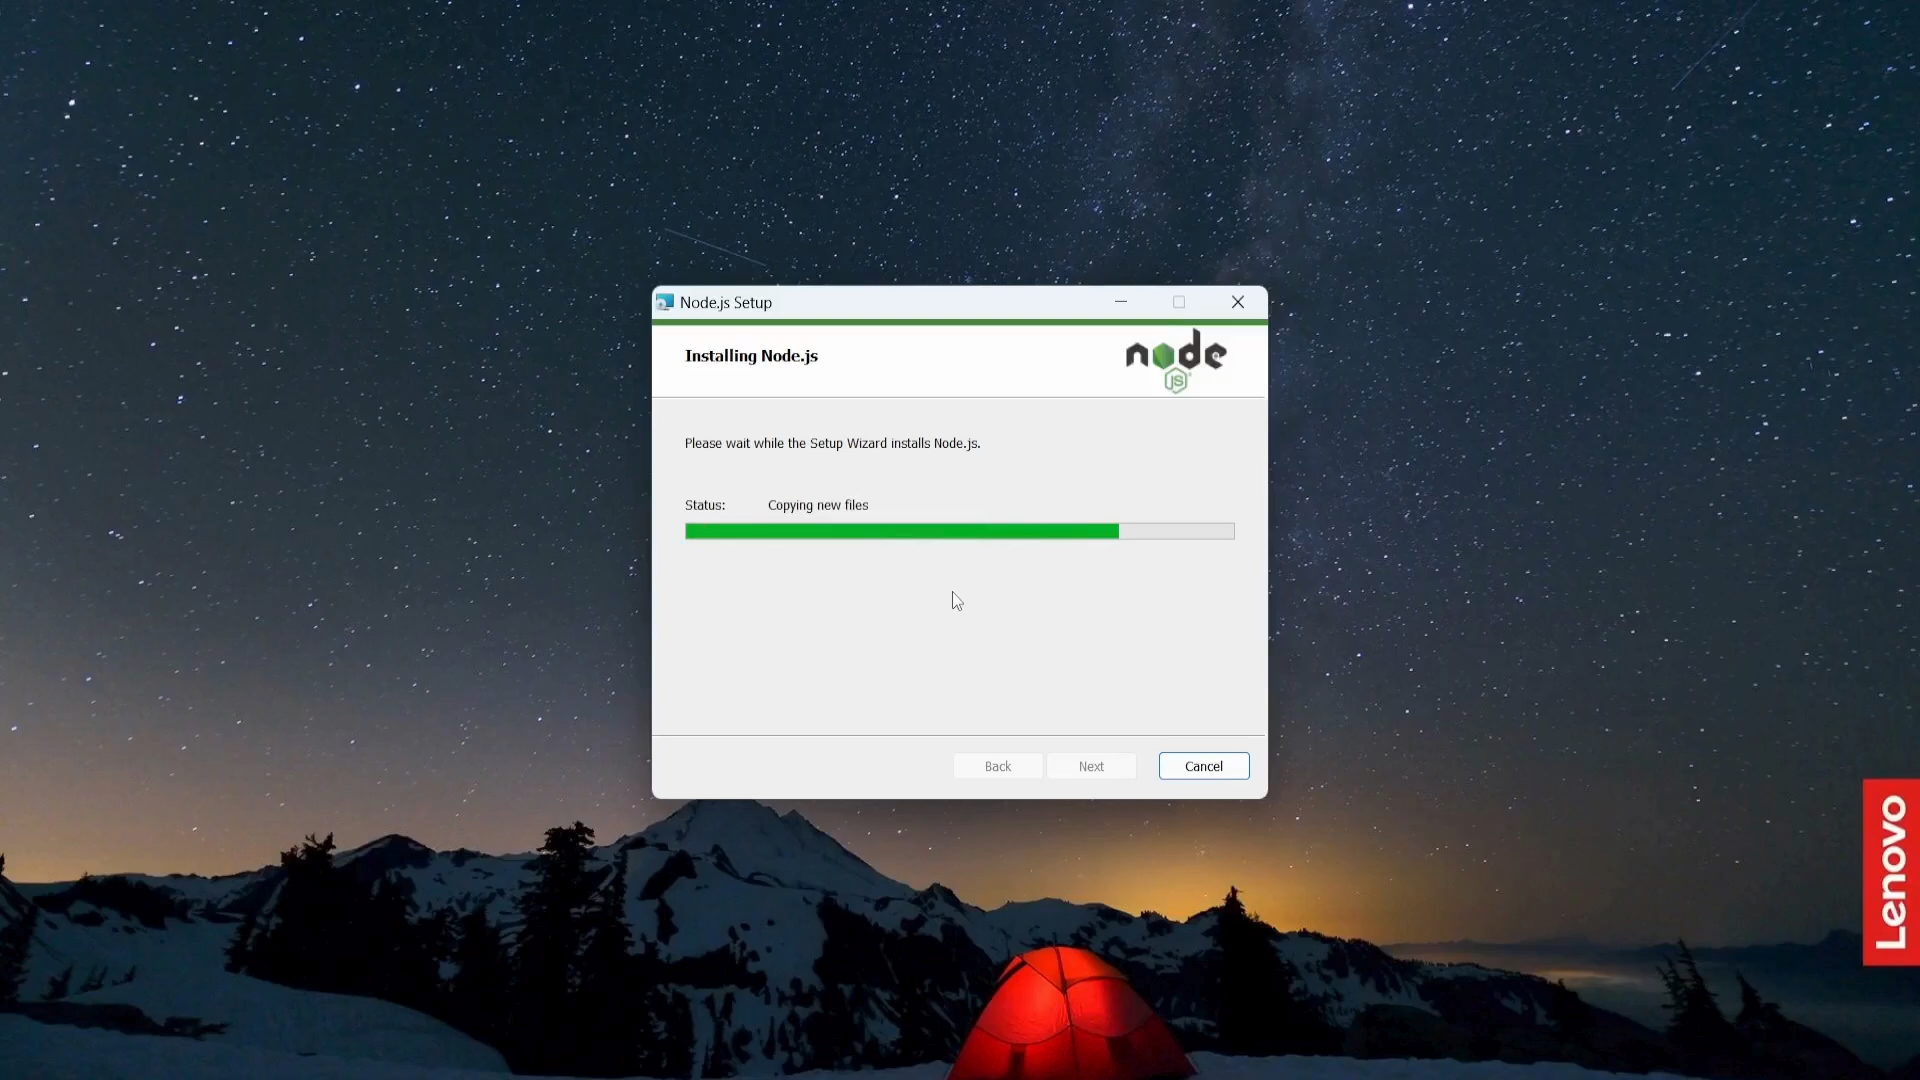 Node.js Setup
Installing Node.js
node
JS
Please wait while the Setup Wizard installs Node.js.
Status: Copying new files
Back Next Cancel
Lenovo